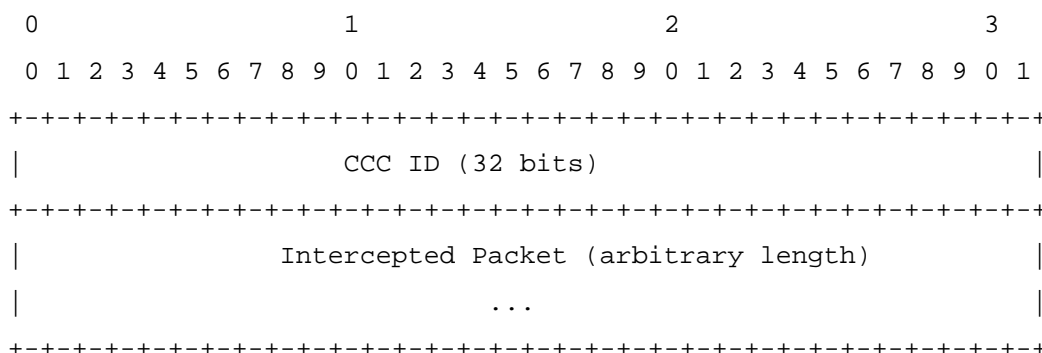 0                   1                   2                   3
 0 1 2 3 4 5 6 7 8 9 0 1 2 3 4 5 6 7 8 9 0 1 2 3 4 5 6 7 8 9 0 1
+-+-+-+-+-+-+-+-+-+-+-+-+-+-+-+-+-+-+-+-+-+-+-+-+-+-+-+-+-+-+-+-+
|                    CCC ID (32 bits)                           |
+-+-+-+-+-+-+-+-+-+-+-+-+-+-+-+-+-+-+-+-+-+-+-+-+-+-+-+-+-+-+-+-+
|                Intercepted Packet (arbitrary length)          |
|                             ...                               |
+-+-+-+-+-+-+-+-+-+-+-+-+-+-+-+-+-+-+-+-+-+-+-+-+-+-+-+-+-+-+-+-+